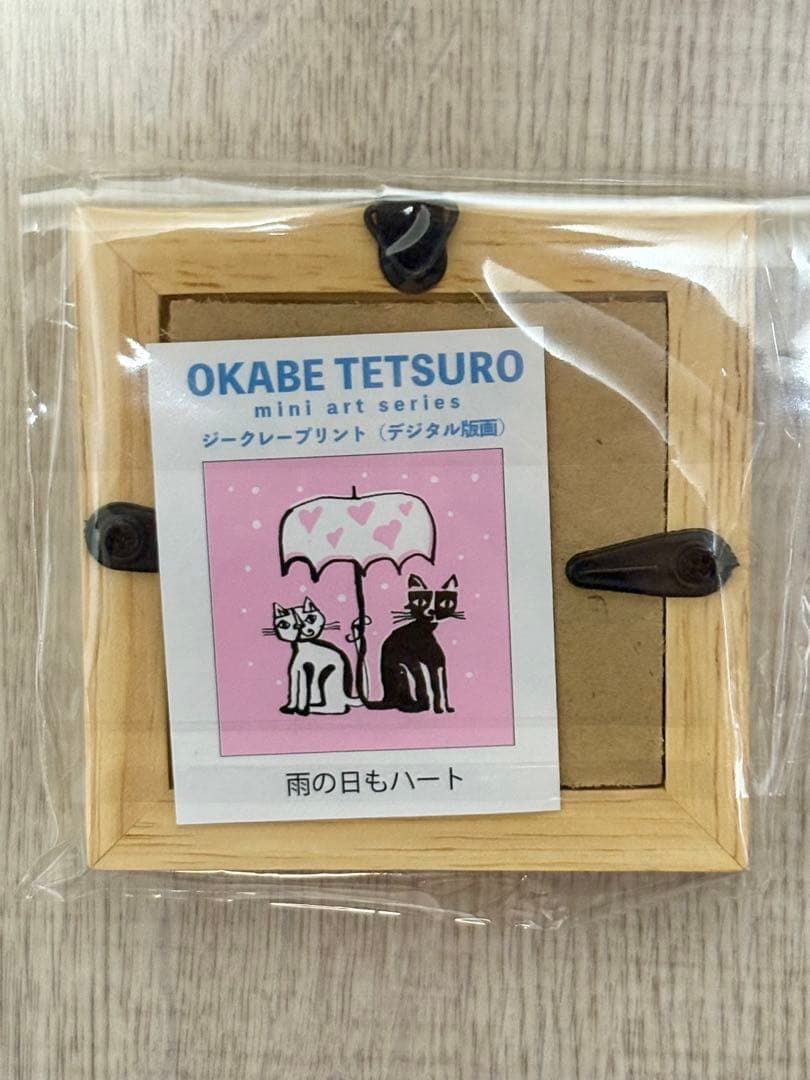 OKABE TETSURO
mini art series
ジークレープリント（デジタル版画）
雨の日もハート